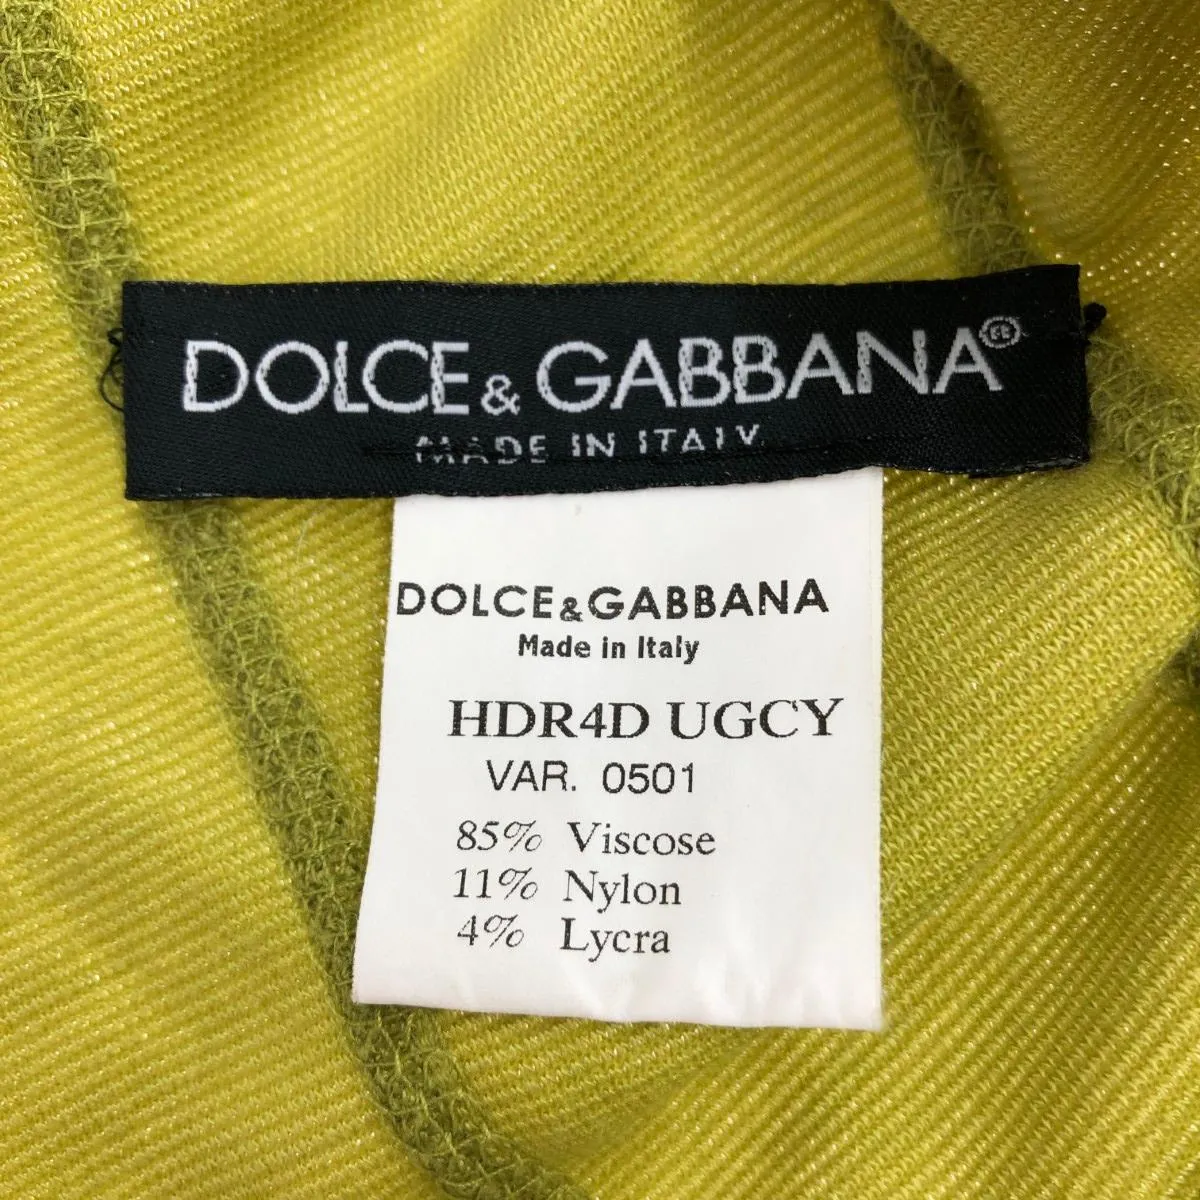 DOLCE & GABBANA
MADE IN ITALY
DOLCE&GABBANA
Made in Italy
HDR4D UGCY
VAR. 0501
85% Viscose
11% Nylon
4% Lycra